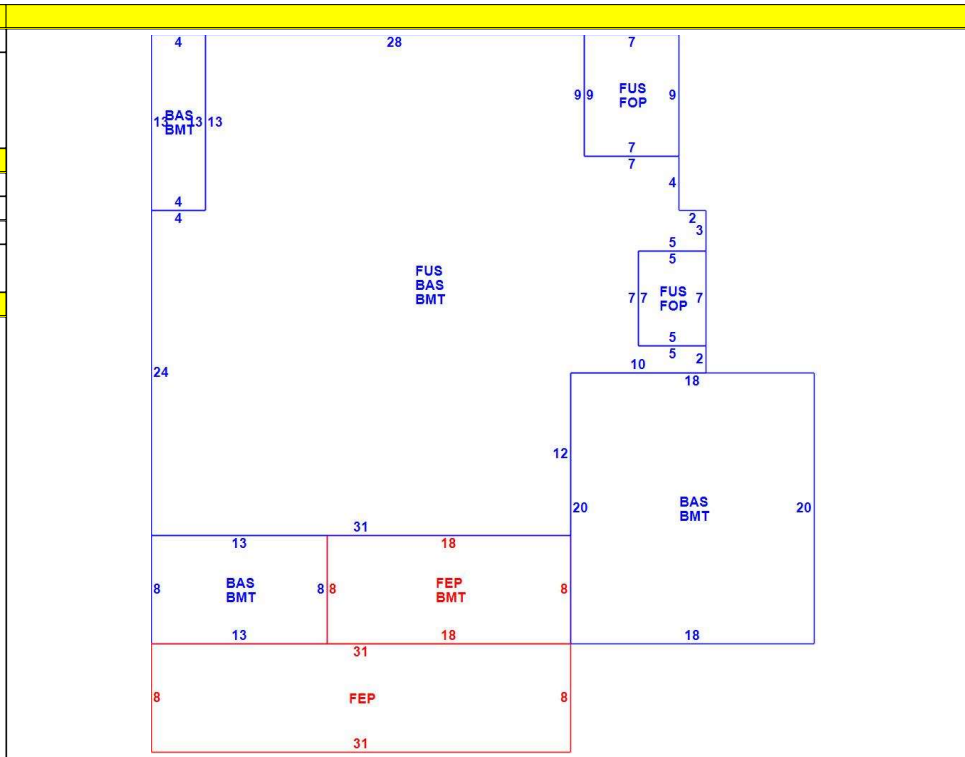 4 28 7
BAS
BMT
13 13 13
9 9 FUS
FOP 9
7
7
4
4
4
2
3
5
5
FUS
BAS
BMT
7 7 FUS
FOP 7
5
5 2
10
18
24
12
20 BAS
BMT 20
31
13 18
8 BAS
BMT 8 8 FEP
BMT 8
13 18 18
31
8 FEP 8
31